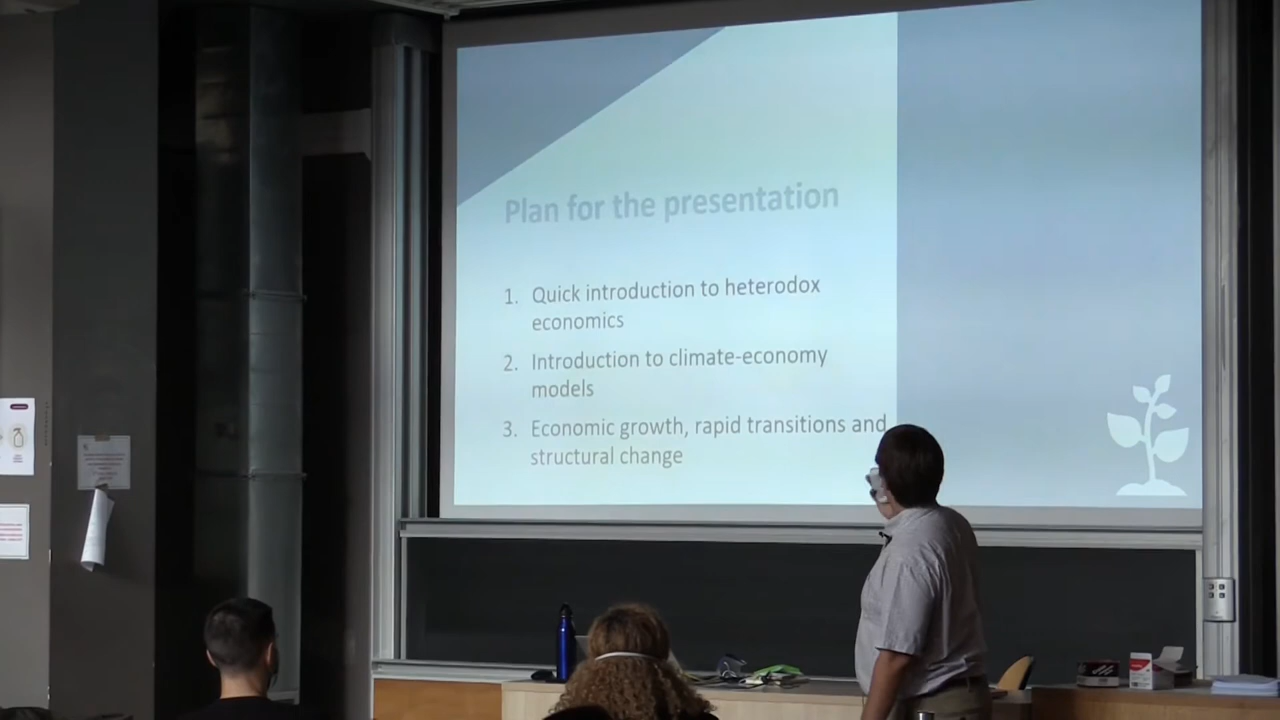 Plan for the presentation
1. Quick introduction to heterodox
economics
2. Introduction to climate-economy
models
3. Economic growth, rapid transitions and
structural change